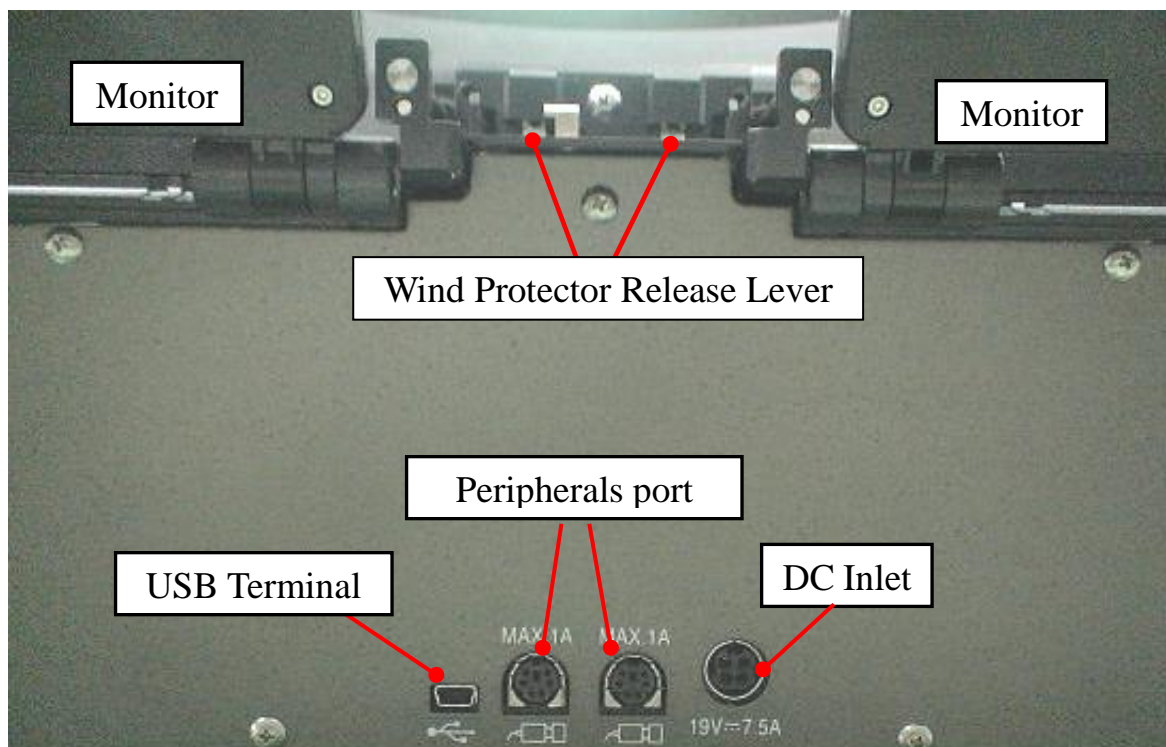 Monitor
Monitor
Wind Protector Release Lever
Peripherals port
USB Terminal
DC Inlet
MAX.1A
MAX.1A
19V⎓7.5A